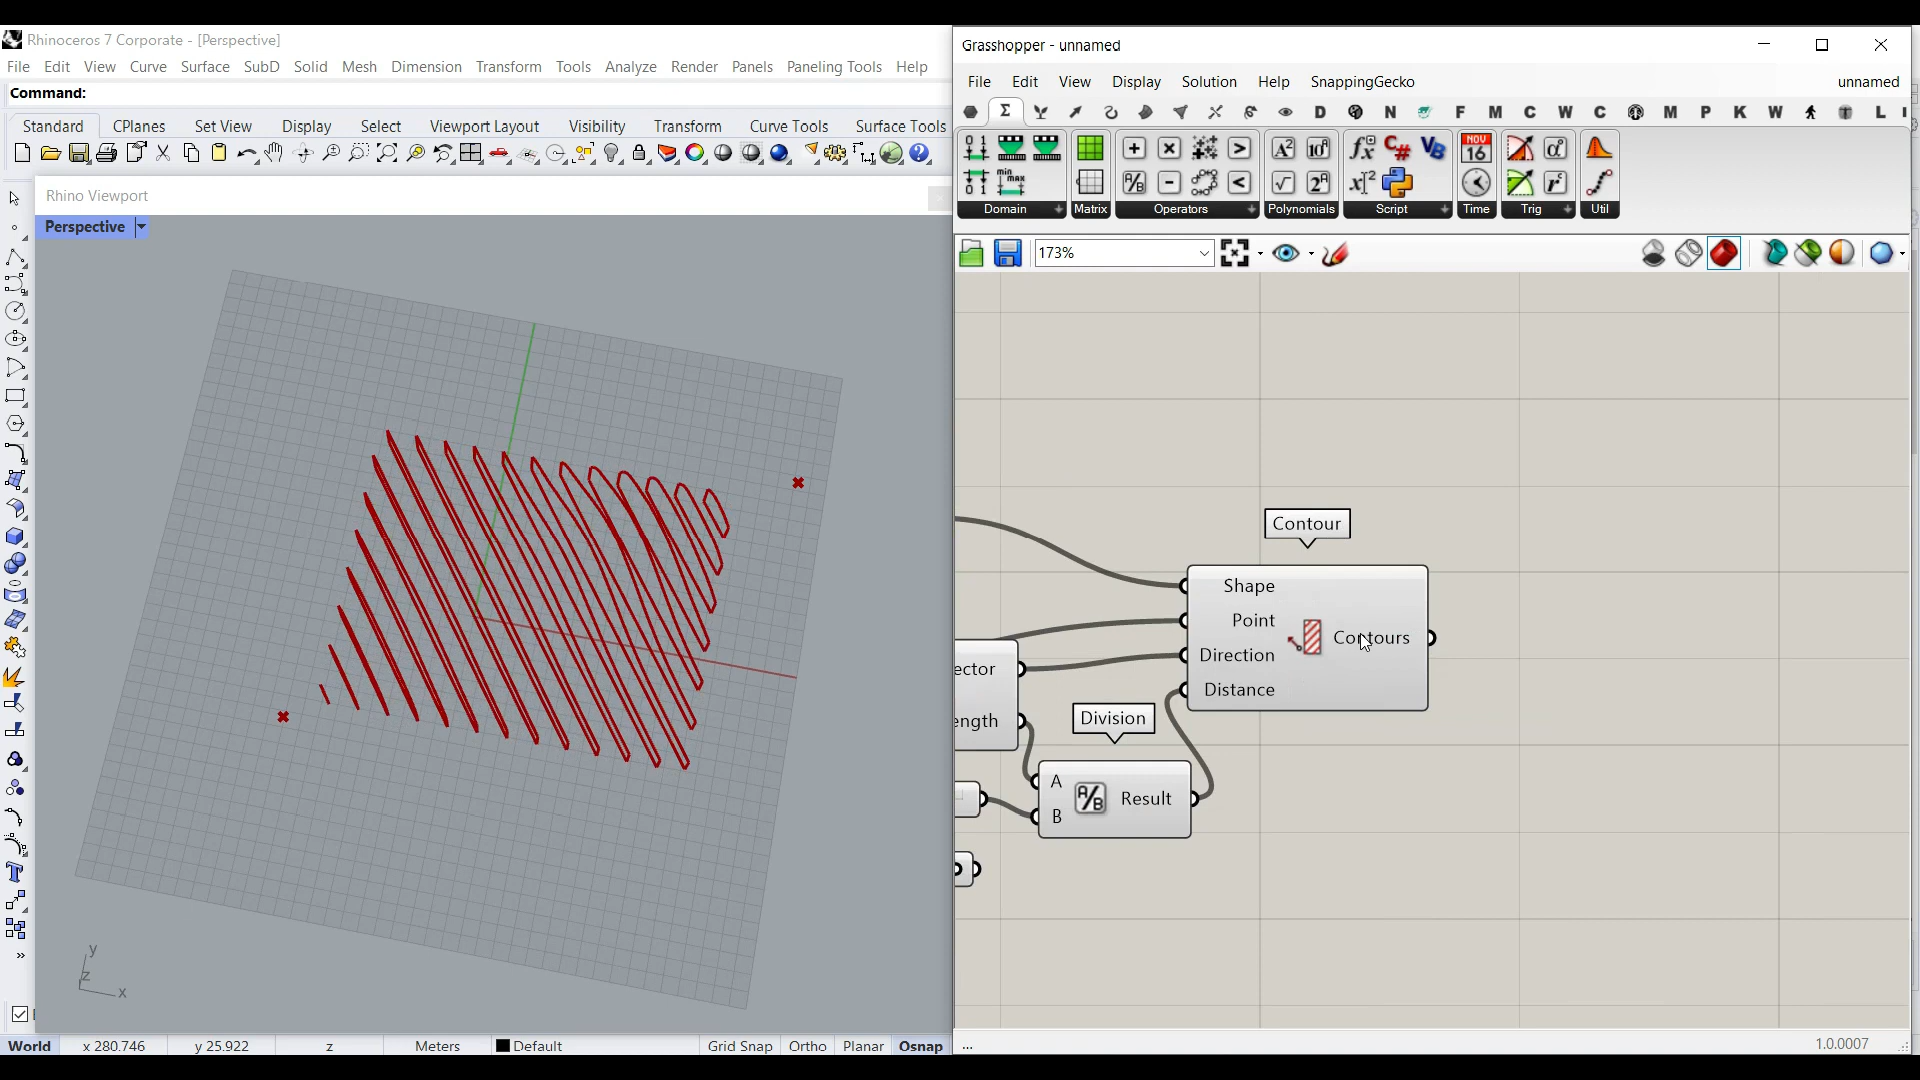 Rhinoceros 7 Corporate - [Perspective]
File Edit View Curve Surface SubD Solid Mesh Dimension Transform Tools Analyze Render Panels Paneling Tools Help
Command:
Standard CPlanes Set View Display Select Viewport Layout Visibility Transform Curve Tools Surface Tools
Rhino Viewport
Perspective
y
z
x
World x 280.746 y 25.922 z Meters Default Grid Snap Ortho Planar Osnap
Grasshopper - unnamed
File Edit View Display Solution Help SnappingGecko unnamed
D N F M C W C M P K W L
NOV
16
Domain Matrix Operators Polynomials Script Time Trig Util
173%
Contour
Shape
Point
Direction
Distance
Contours
ector
ength
Division
A
B
A/B
Result
... 1.0.0007